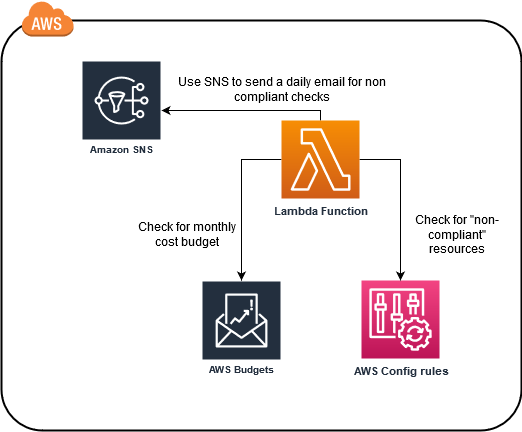 AWS
Use SNS to send a daily email for non
compliant checks
Amazon SNS
Lambda Function
Check for monthly
cost budget
Check for "non-
compliant"
resources
AWS Budgets
AWS Config rules